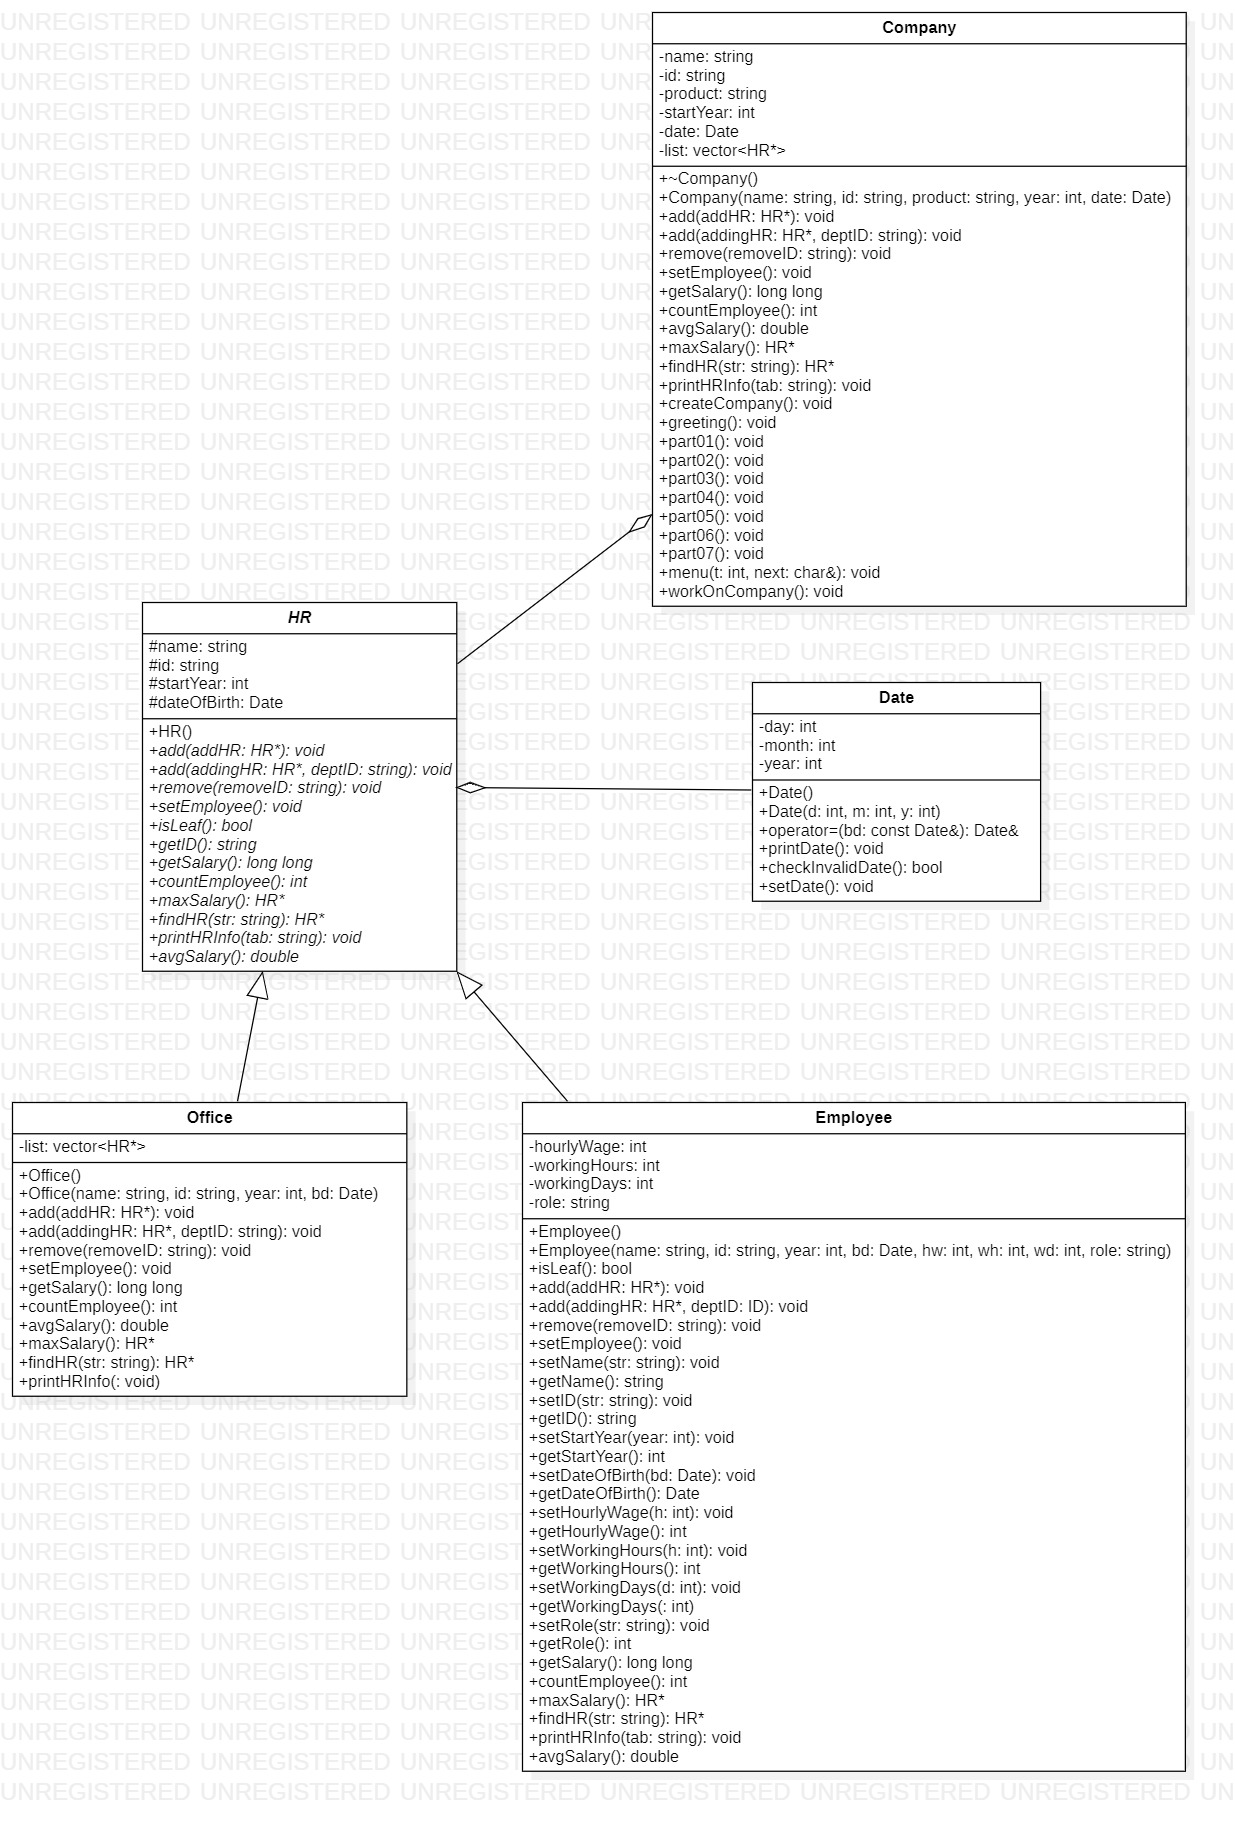 Company
-name: string
-id: string
-product: string
-startYear: int
-date: Date
-list: vector<HR*>
+~Company()
+Company(name: string, id: string, product: string, year: int, date: Date)
+add(addHR: HR*): void
+add(addingHR: HR*, deptID: string): void
+remove(removeID: string): void
+setEmployee(): void
+getSalary(): long long
+countEmployee(): int
+avgSalary(): double
+maxSalary(): HR*
+findHR(str: string): HR*
+printHRInfo(tab: string): void
+createCompany(): void
+greeting(): void
+part01(): void
+part02(): void
+part03(): void
+part04(): void
+part05(): void
+part06(): void
+part07(): void
+menu(t: int, next: char&): void
+workOnCompany(): void
HR
#name: string
#id: string
#startYear: int
#dateOfBirth: Date
+HR()
+add(addHR: HR*): void
+add(addingHR: HR*, deptID: string): void
+remove(removeID: string): void
+setEmployee(): void
+isLeaf(): bool
+getID(): string
+getSalary(): long long
+countEmployee(): int
+maxSalary(): HR*
+findHR(str: string): HR*
+printHRInfo(tab: string): void
+avgSalary(): double
Date
-day: int
-month: int
-year: int
+Date()
+Date(d: int, m: int, y: int)
+operator=(bd: const Date&): Date&
+printDate(): void
+checkInvalidDate(): bool
+setDate(): void
Office
-list: vector<HR*>
+Office()
+Office(name: string, id: string, year: int, bd: Date)
+add(addHR: HR*): void
+add(addingHR: HR*, deptID: string): void
+remove(removeID: string): void
+setEmployee(): void
+getSalary(): long long
+countEmployee(): int
+avgSalary(): double
+maxSalary(): HR*
+findHR(str: string): HR*
+printHRInfo(: void)
Employee
-hourlyWage: int
-workingHours: int
-workingDays: int
-role: string
+Employee()
+Employee(name: string, id: string, year: int, bd: Date, hw: int, wh: int, wd: int, role: string)
+isLeaf(): bool
+add(addHR: HR*): void
+add(addingHR: HR*, deptID: ID): void
+remove(removeID: string): void
+setEmployee(): void
+setName(str: string): void
+getName(): string
+setID(str: string): void
+getID(): string
+setStartYear(year: int): void
+getStartYear(): int
+setDateOfBirth(bd: Date): void
+getDateOfBirth(): Date
+setHourlyWage(h: int): void
+getHourlyWage(): int
+setWorkingHours(h: int): void
+getWorkingHours(): int
+setWorkingDays(d: int): void
+getWorkingDays(: int)
+setRole(str: string): void
+getRole(): int
+getSalary(): long long
+countEmployee(): int
+maxSalary(): HR*
+findHR(str: string): HR*
+printHRInfo(tab: string): void
+avgSalary(): double